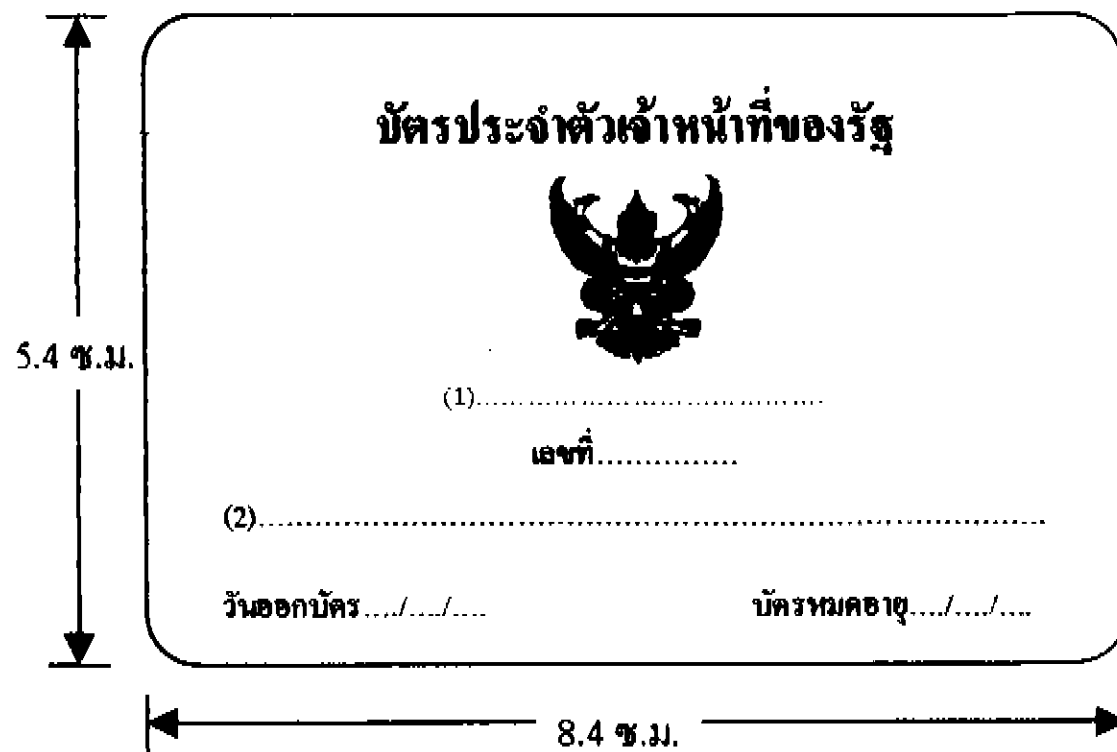 บัตรประจำตัวเจ้าหน้าที่ของรัฐ
5.4 ซ.ม.
(1)......................................
เลขที่...............
(2)..........................................................................................
วันออกบัตร..../..../....
บัตรหมดอายุ..../..../....
8.4 ซ.ม.